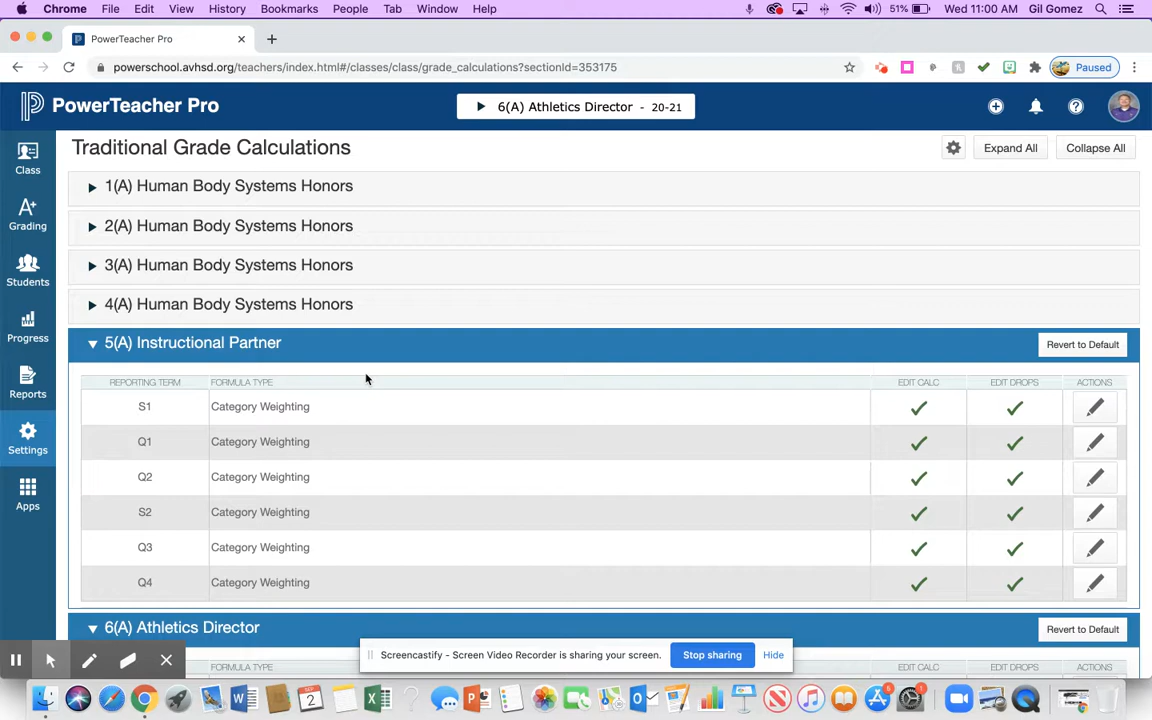 Chrome File Edit View History Bookmarks People Tab Window Help 51% Wed 11:00 AM Gil Gomez
PowerTeacher Pro
powerschool.avhsd.org/teachers/index.html#/classes/class/grade_calculations?sectionId=353175 Paused
PowerTeacher Pro 6(A) Athletics Director - 20-21
Traditional Grade Calculations Expand All Collapse All
Class
Grading
Students
Progress
Reports
Settings
Apps
1(A) Human Body Systems Honors
2(A) Human Body Systems Honors
3(A) Human Body Systems Honors
4(A) Human Body Systems Honors
5(A) Instructional Partner Revert to Default
REPORTING TERM FORMULA TYPE EDIT CALC EDIT DROPS ACTIONS
S1 Category Weighting
Q1 Category Weighting
Q2 Category Weighting
S2 Category Weighting
Q3 Category Weighting
Q4 Category Weighting
6(A) Athletics Director Revert to Default
FORMULA TYPE EDIT CALC EDIT DROPS ACTIONS
Screencastify - Screen Video Recorder is sharing your screen. Stop sharing Hide